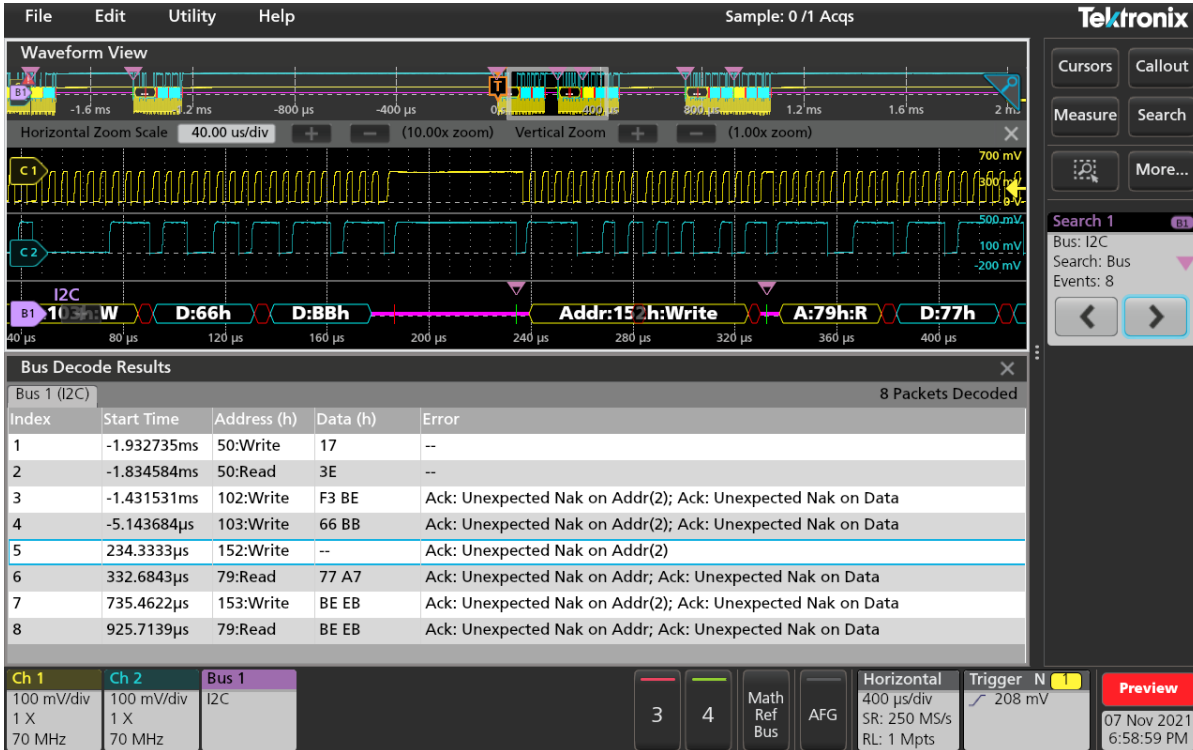 File Edit Utility Help Sample: 0 /1 Acqs Tektronix
Waveform View
B1
T
-1.6 ms -800 µs -400 µs 1.2 ms 1.6 ms
Horizontal Zoom Scale 40.00 us/div + − (10.00x zoom) Vertical Zoom + − (1.00x zoom)
C 1
700 mV
C 2
100 mV
-200 mV
I2C
B1 D:66h D:BBh Addr:152h:Write A:79h:R D:77h
40 µs 80 µs 120 µs 160 µs 200 µs 240 µs 280 µs 320 µs 360 µs 400 µs
Cursors Callout
Measure Search
More...
Search 1 B1
Bus: I2C
Search: Bus
Events: 8
Bus Decode Results
Bus 1 (I2C) 8 Packets Decoded
Index Start Time Address (h) Data (h) Error
1 -1.932735ms 50:Write 17 --
2 -1.834584ms 50:Read 3E --
3 -1.431531ms 102:Write F3 BE Ack: Unexpected Nak on Addr(2); Ack: Unexpected Nak on Data
4 -5.143684µs 103:Write 66 BB Ack: Unexpected Nak on Addr(2); Ack: Unexpected Nak on Data
5 234.3333µs 152:Write -- Ack: Unexpected Nak on Addr(2)
6 332.6843µs 79:Read 77 A7 Ack: Unexpected Nak on Addr; Ack: Unexpected Nak on Data
7 735.4622µs 153:Write BE EB Ack: Unexpected Nak on Addr(2); Ack: Unexpected Nak on Data
8 925.7139µs 79:Read BE EB Ack: Unexpected Nak on Addr; Ack: Unexpected Nak on Data
Ch 1
100 mV/div
1 X
70 MHz
Ch 2
100 mV/div
1 X
70 MHz
Bus 1
I2C
3
4
Math
Ref
Bus
AFG
Horizontal
400 µs/div
SR: 250 MS/s
RL: 1 Mpts
Trigger N 1
208 mV
Preview
07 Nov 2021
6:58:59 PM